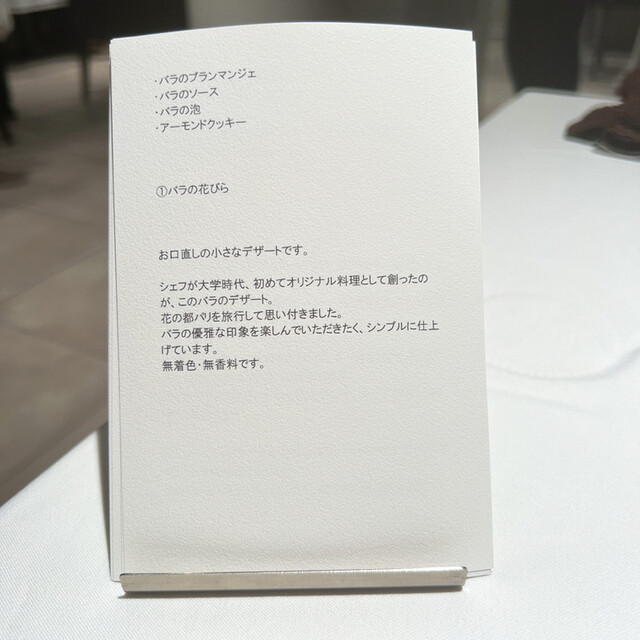 ・バラのブランマンジェ
・バラのソース
・バラの泡
・アーモンドクッキー
①バラの花びら
お口直しの小さなデザートです。
シェフが大学時代、初めてオリジナル料理として創ったの
が、このバラのデザート。
花の都パリを旅行して思い付きました。
バラの優雅な印象を楽しんでいただきたく、シンプルに仕上
げています。
無着色・無香料です。